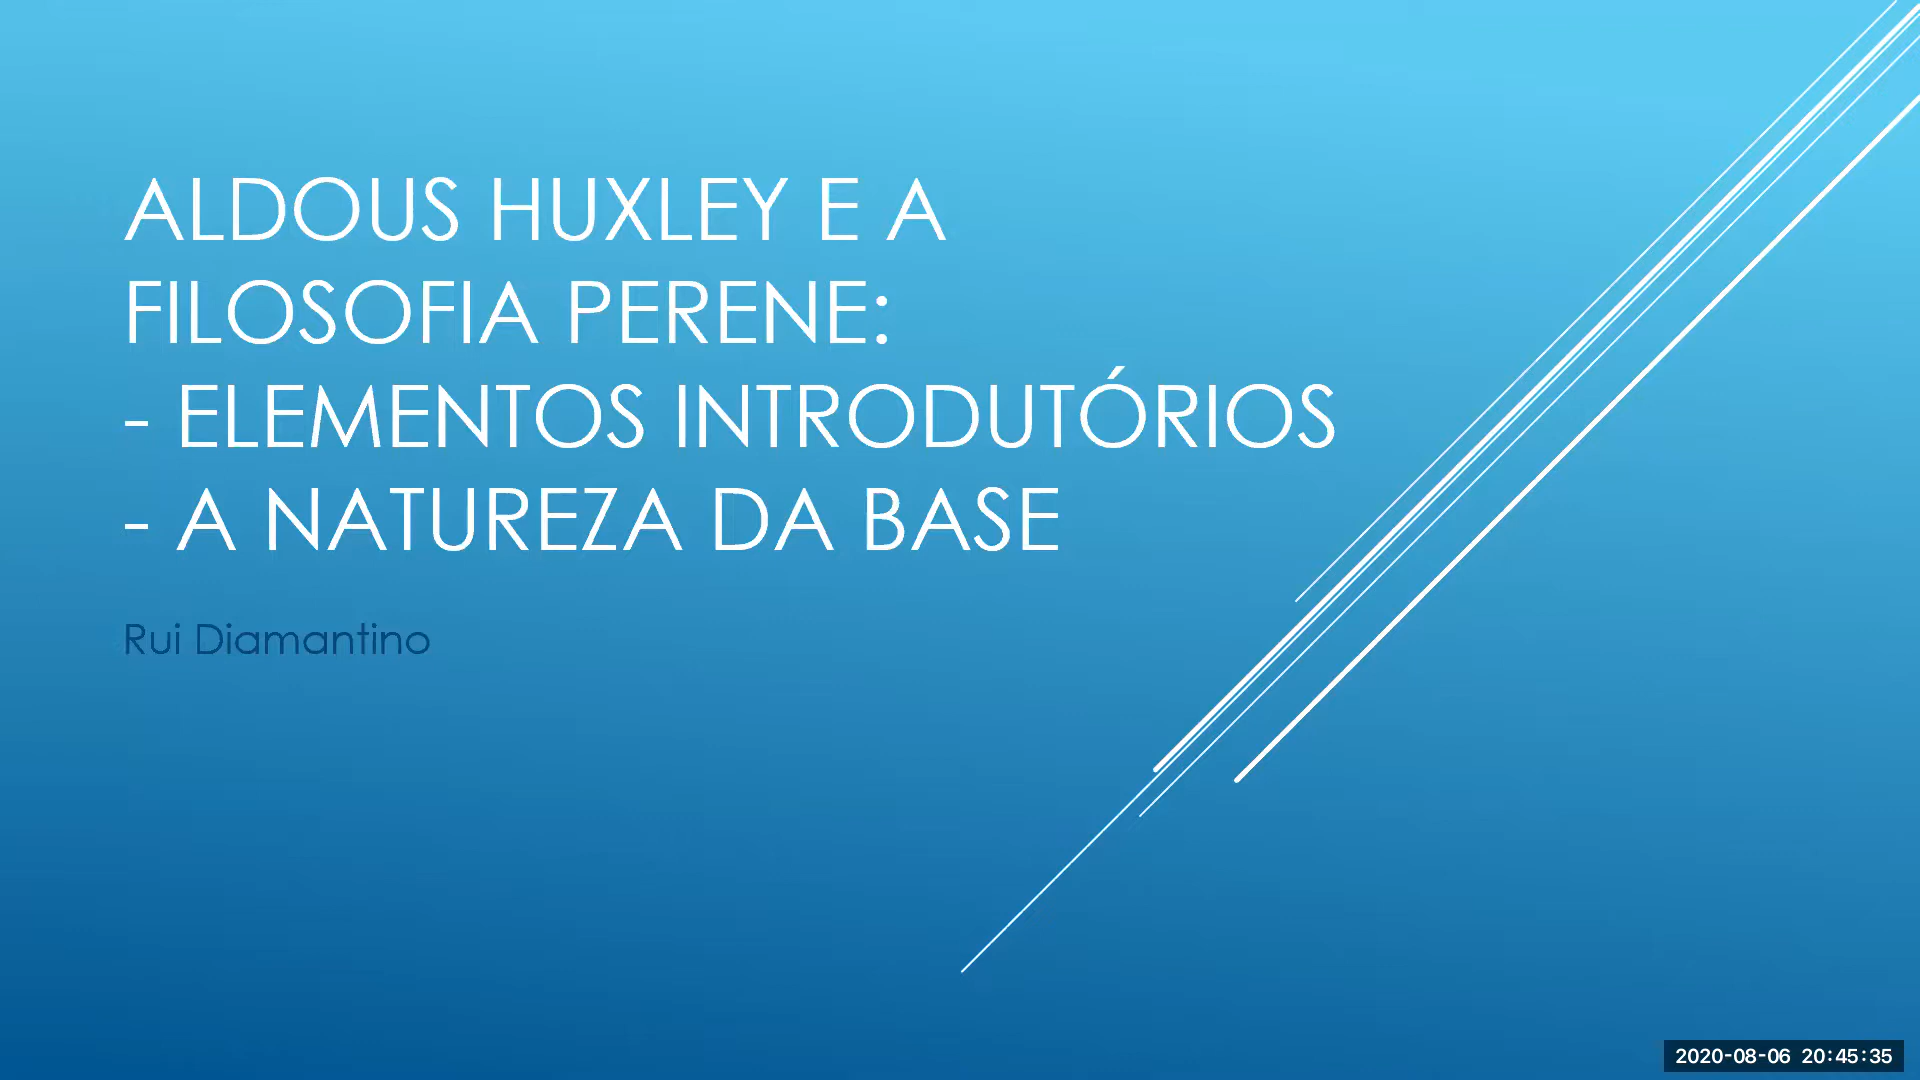 ALDOUS HUXLEY E A
FILOSOFIA PERENE:
- ELEMENTOS INTRODUTÓRIOS
- A NATUREZA DA BASE
Rui Diamantino
2020-08-06 20:45:35